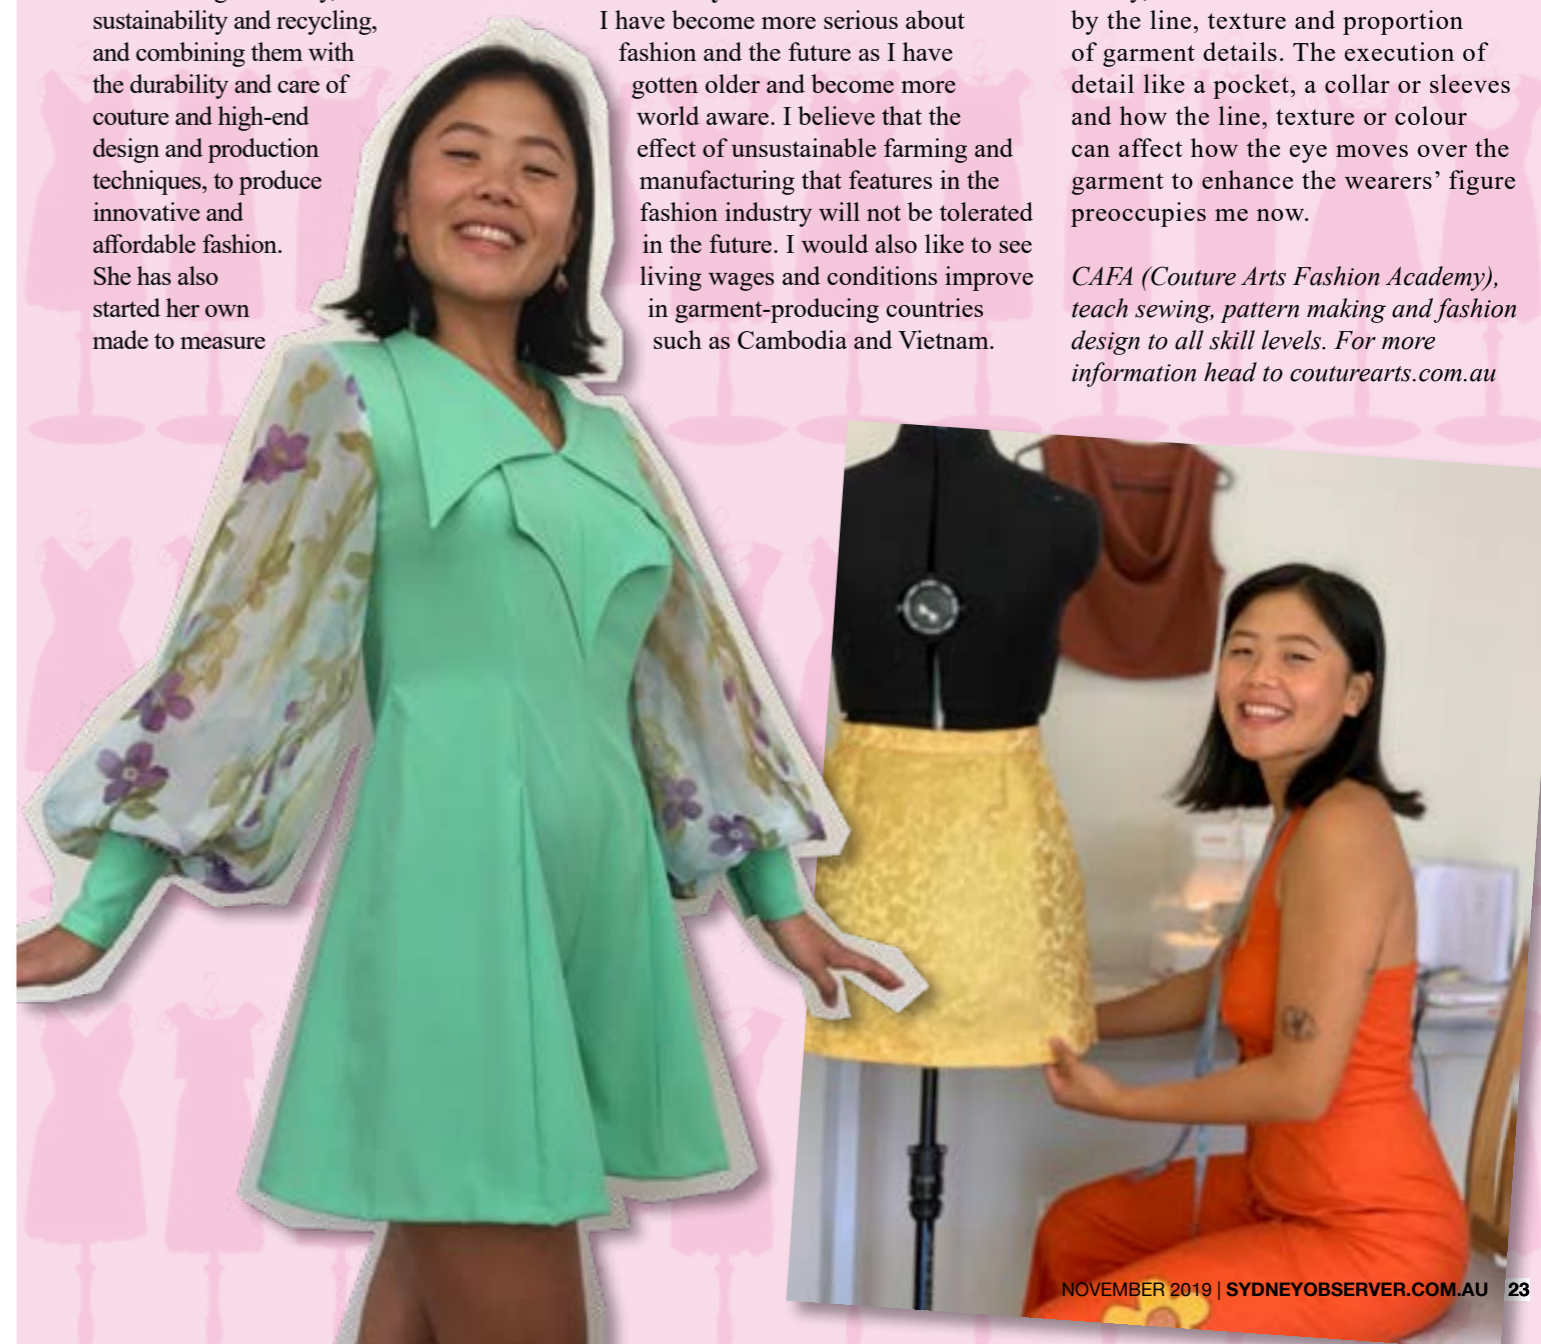 sustainability and recycling,
and combining them with
the durability and care of
couture and high-end
design and production
techniques, to produce
innovative and
affordable fashion.
She has also
started her own
made to measure
I have become more serious about
fashion and the future as I have
gotten older and become more
world aware. I believe that the
effect of unsustainable farming and
manufacturing that features in the
fashion industry will not be tolerated
in the future. I would also like to see
living wages and conditions improve
in garment-producing countries
such as Cambodia and Vietnam.
by the line, texture and proportion
of garment details. The execution of
detail like a pocket, a collar or sleeves
and how the line, texture or colour
can affect how the eye moves over the
garment to enhance the wearers’ figure
preoccupies me now.
CAFA (Couture Arts Fashion Academy),
teach sewing, pattern making and fashion
design to all skill levels. For more
information head to couturearts.com.au
NOVEMBER 2019 | SYDNEYOBSERVER.COM.AU 23